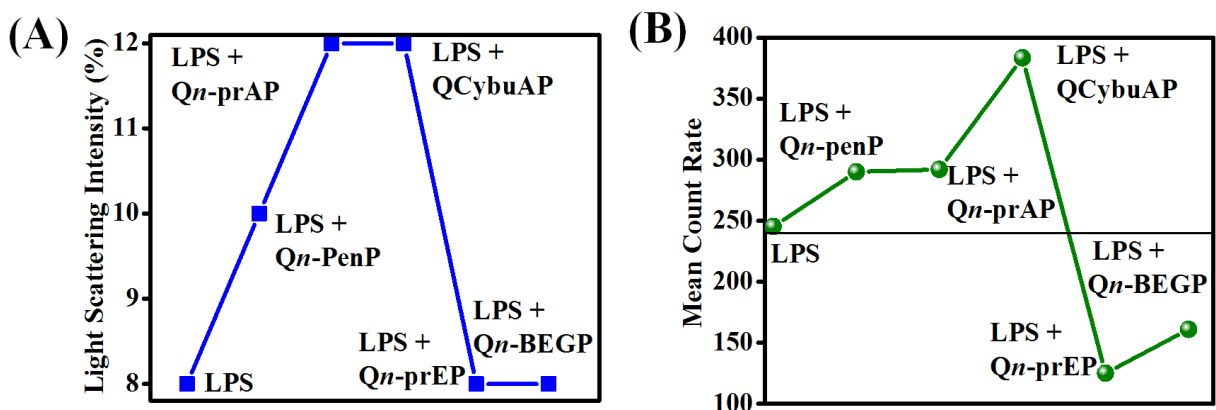 (A)
Light Scattering Intensity (%)
12
11
10
9
8
LPS +
Qn-prAP
LPS +
QCybuAP
LPS +
Qn-PenP
LPS +
Qn-BEGP
LPS +
Qn-prEP
LPS
(B)
Mean Count Rate
400
350
300
250
200
150
100
LPS +
QCybuAP
LPS +
Qn-penP
LPS +
Qn-prAP
LPS
LPS +
Qn-BEGP
LPS +
Qn-prEP